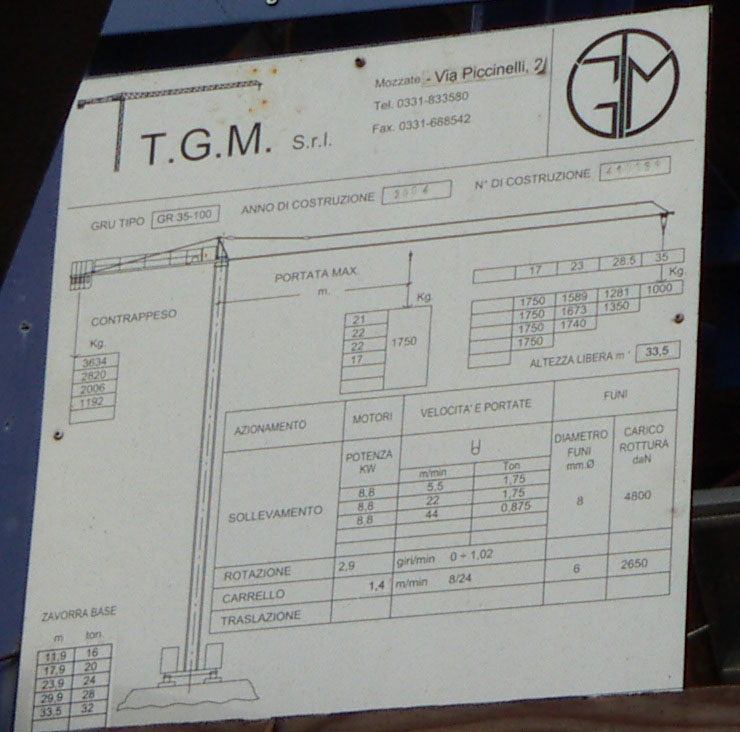 Mozzate - Via Piccinelli, 2
Tel. 0331-833580
Fax. 0331-688542
T.G.M. S.r.l.
GRU TIPO GR 35-100 ANNO DI COSTRUZIONE 2004 N° DI COSTRUZIONE
PORTATA MAX.
m. Kg.
21 1750
22
22
17
17 23 28.5 35
Kg.
1750 1589 1281 1000
1750 1673 1350
1750 1740
1750
ALTEZZA LIBERA m 33,5
CONTRAPPESO
Kg.
3634
2820
2006
1192
AZIONAMENTO MOTORI VELOCITA' E PORTATE FUNI
POTENZA KW m/min Ton DIAMETRO FUNI mm.Ø CARICO ROTTURA daN
SOLLEVAMENTO 8,8 5,5 1,75 8 4800
8,8 22 1,75
8,8 44 0,875
ROTAZIONE 2,9 giri/min 0 ÷ 1,02
CARRELLO 1,4 m/min 8/24 6 2650
TRASLAZIONE
ZAVORRA BASE
m ton
11,9 16
17,9 20
23,9 24
29,9 28
33,5 32